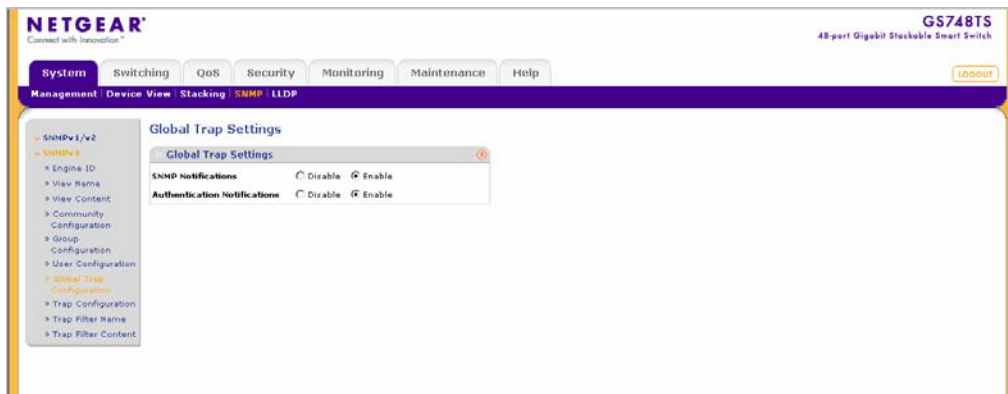 NETGEAR
Connect with Innovation™
GS748TS
48-port Gigabit Stackable Smart Switch
System Switching QoS Security Monitoring Maintenance Help
LOGOUT
Management Device View Stacking SNMP LLDP
SNMPv1/v2
SNMPv3
Engine ID
View Name
View Content
Community
Configuration
Group
Configuration
User Configuration
Global Trap
Configuration
Trap Configuration
Trap Filter Name
Trap Filter Content
Global Trap Settings
Global Trap Settings
SNMP Notifications Disable Enable
Authentication Notifications Disable Enable